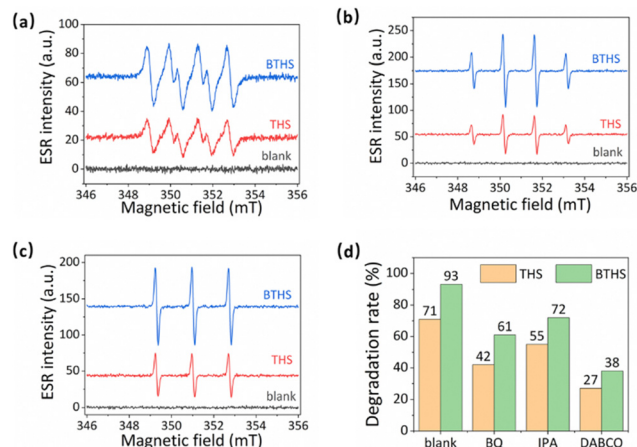 (a)
ESR intensity (a.u.)
100
80
60
40
20
0
BTHS
THS
blank
346 348 350 352 354 356
Magnetic field (mT)
(b)
ESR intensity (a.u.)
250
200
150
100
50
0
BTHS
THS
blank
346 348 350 352 354 356
Magnetic field (mT)
(c)
ESR intensity (a.u.)
200
150
100
50
0
BTHS
THS
blank
346 348 350 352 354 356
Magnetic field (mT)
(d)
Degradation rate (%)
100
80
60
40
20
0
THS BTHS
71 93
42 61
55 72
27 38
blank BQ IPA DABCO